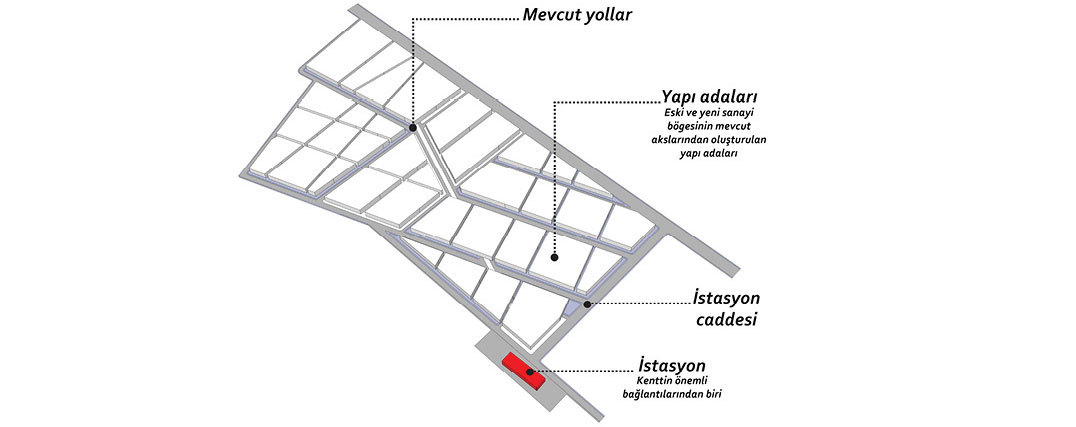 Mevcut yollar
Yapı adaları
Eski ve yeni sanayi
bögesinin mevcut
akslarından oluşturulan
yapı adaları
İstasyon
caddesi
İstasyon
Kenttin önemli
bağlantılarından biri